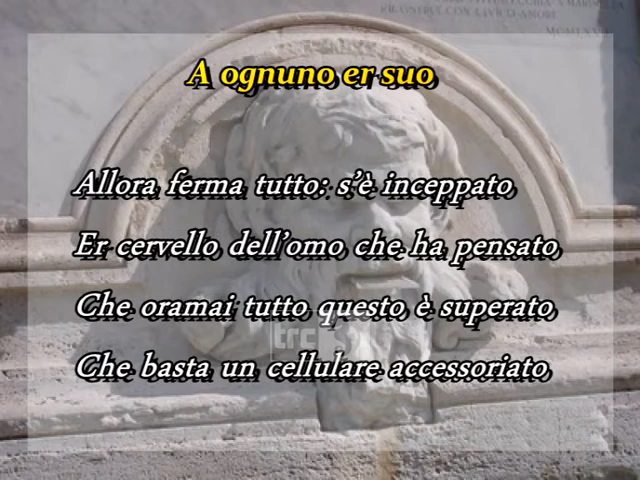 A ognuno er suo
Allora ferma tutto: s'è inceppato
Er cervello dell'omo che ha pensato
Che oramai tutto questo è superato
Che basta un cellulare accessoriato
trc